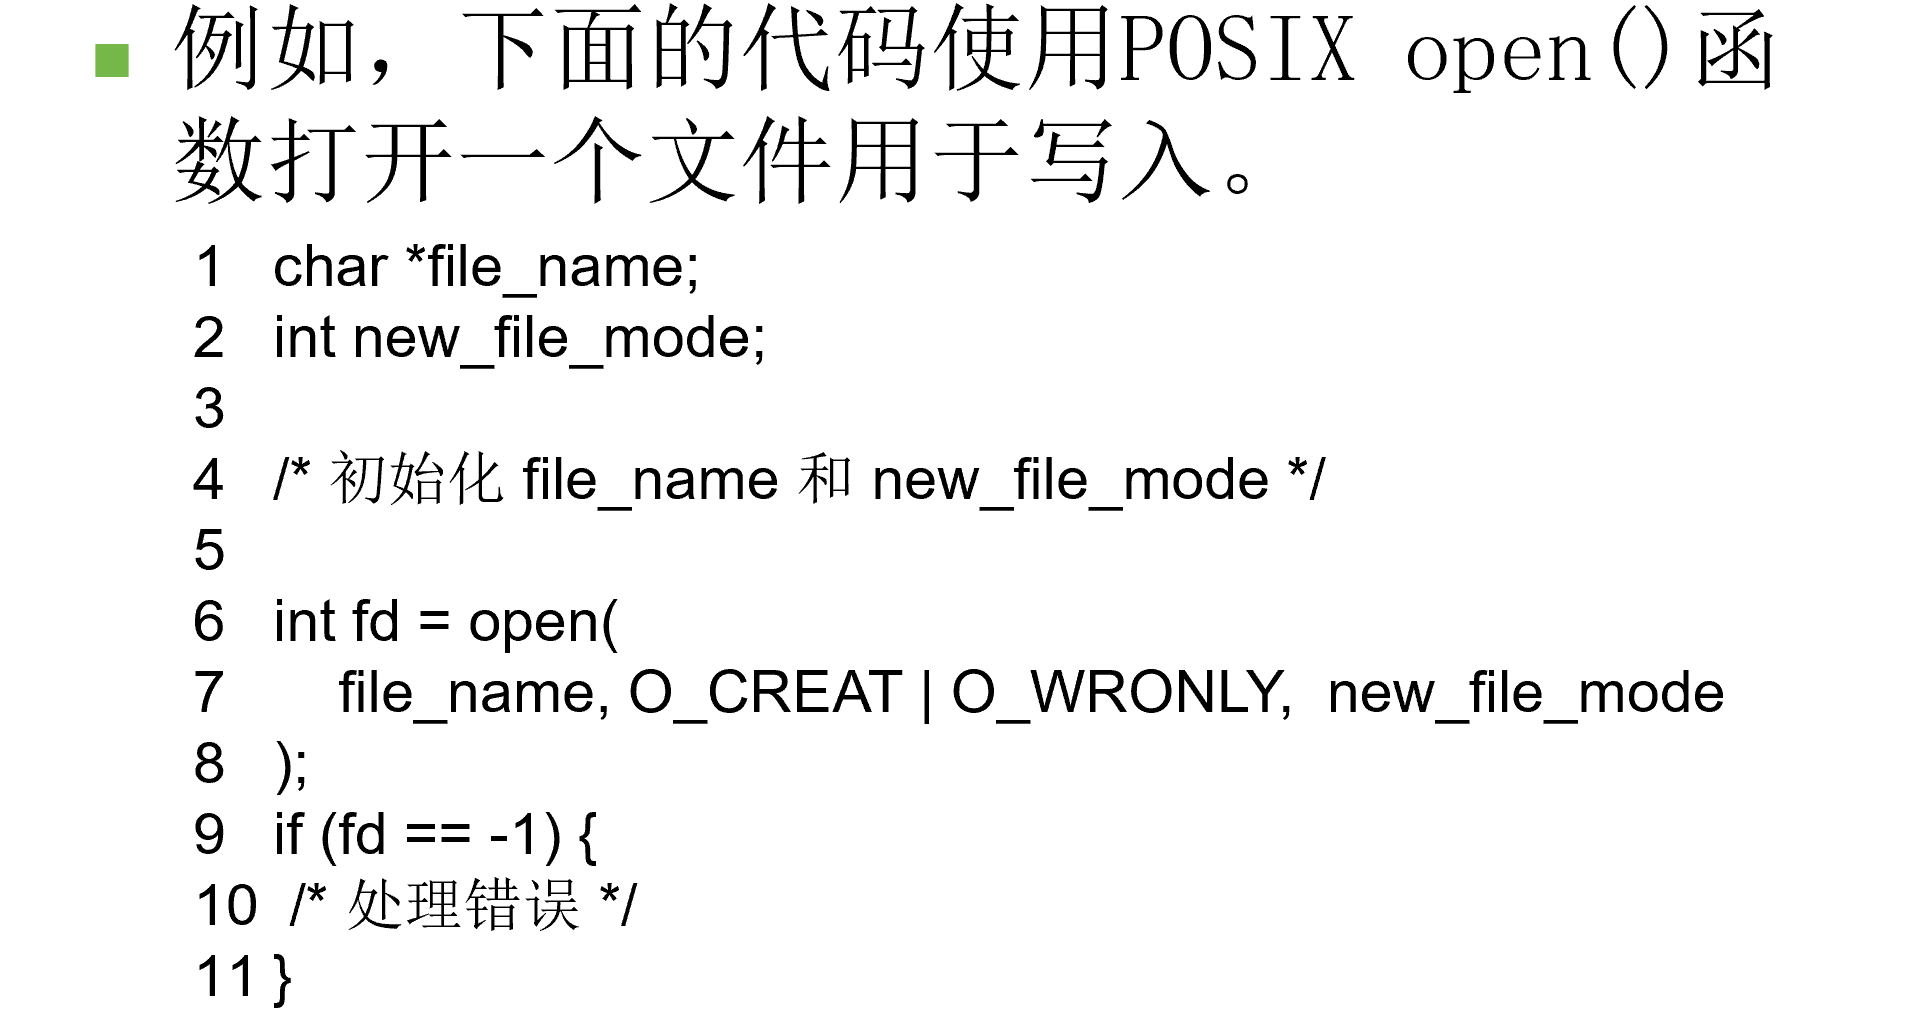 例如，下面的代码使用POSIX open()函
数打开一个文件用于写入。
1 char *file_name;
2 int new_file_mode;
3
4 /* 初始化 file_name 和 new_file_mode */
5
6 int fd = open(
7 file_name, O_CREAT | O_WRONLY, new_file_mode
8 );
9 if (fd == -1) {
10 /* 处理错误 */
11 }